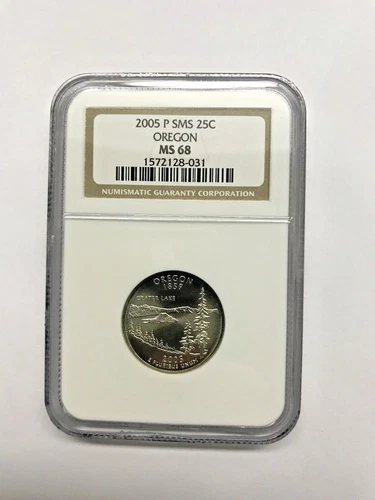 2005 P SMS 25C
OREGON
MS 68
1572128-031
NUMISMATIC GUARANTY CORPORATION
OREGON
1859
CRATER LAKE
2005
E PLURIBUS UNUM